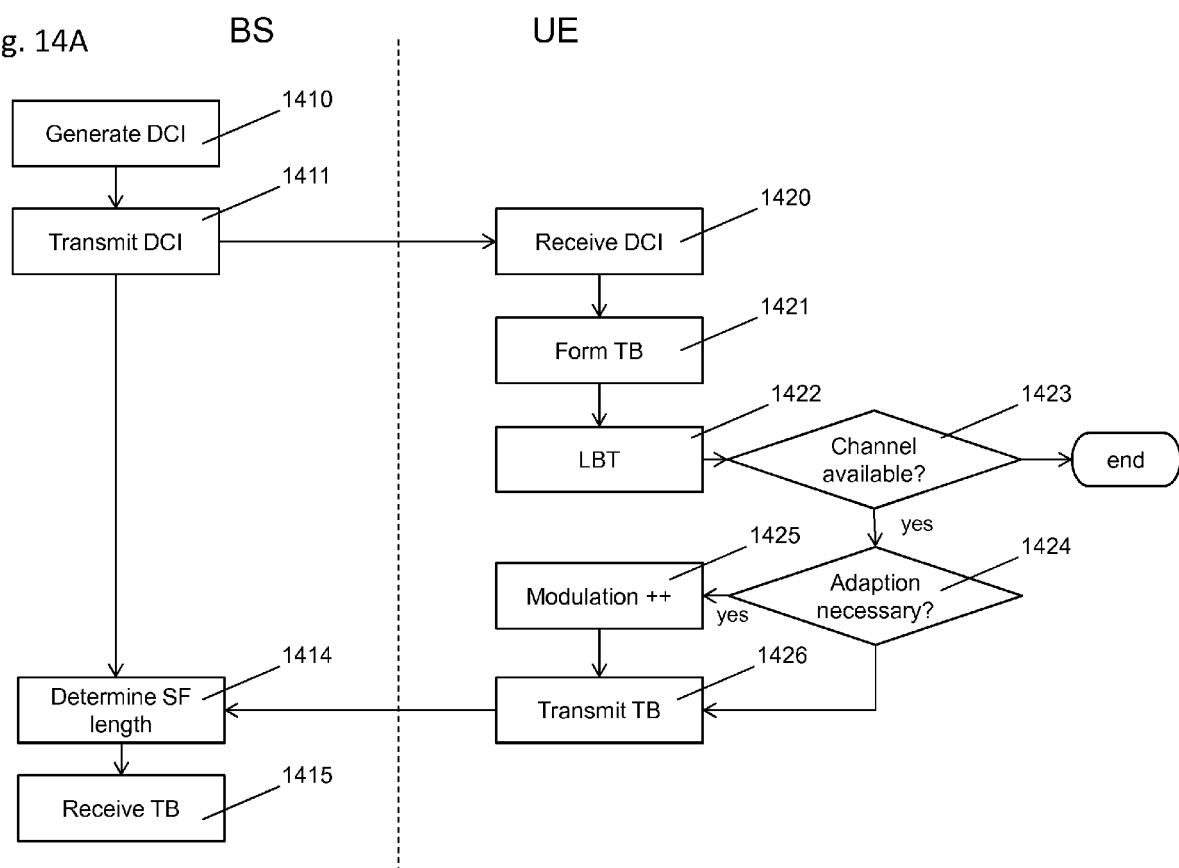 g. 14A
BS
UE
1410
Generate DCI
1411
Transmit DCI
1420
Receive DCI
1421
Form TB
1422
LBT
1423
Channel
available?
end
yes
1424
Adaption
necessary?
yes
1425
Modulation ++
1426
Transmit TB
1414
Determine SF
length
1415
Receive TB